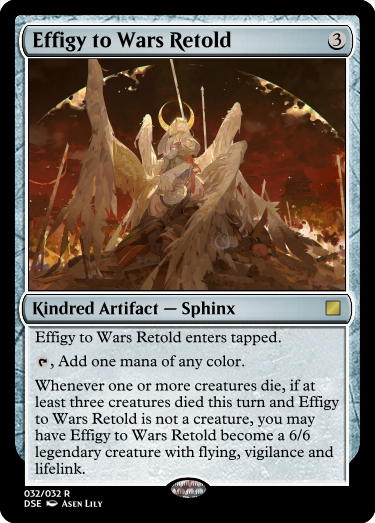 Effigy to Wars Retold 3
Kindred Artifact — Sphinx
Effigy to Wars Retold enters tapped.
, Add one mana of any color.
Whenever one or more creatures die, if at
least three creatures died this turn and Effigy
to Wars Retold is not a creature, you may
have Effigy to Wars Retold become a 6/6
legendary creature with flying, vigilance and
lifelink.
032/032 R
DSE ASEN LILY